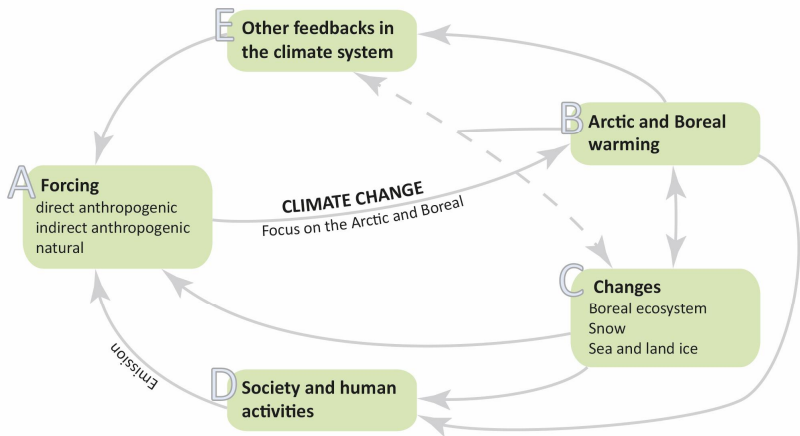 E
Other feedbacks in
the climate system
B
Arctic and Boreal
warming
A
Forcing
direct anthropogenic
indirect anthropogenic
natural
CLIMATE CHANGE
Focus on the Arctic and Boreal
C
Changes
Boreal ecosystem
Snow
Sea and land ice
Emission
D
Society and human
activities